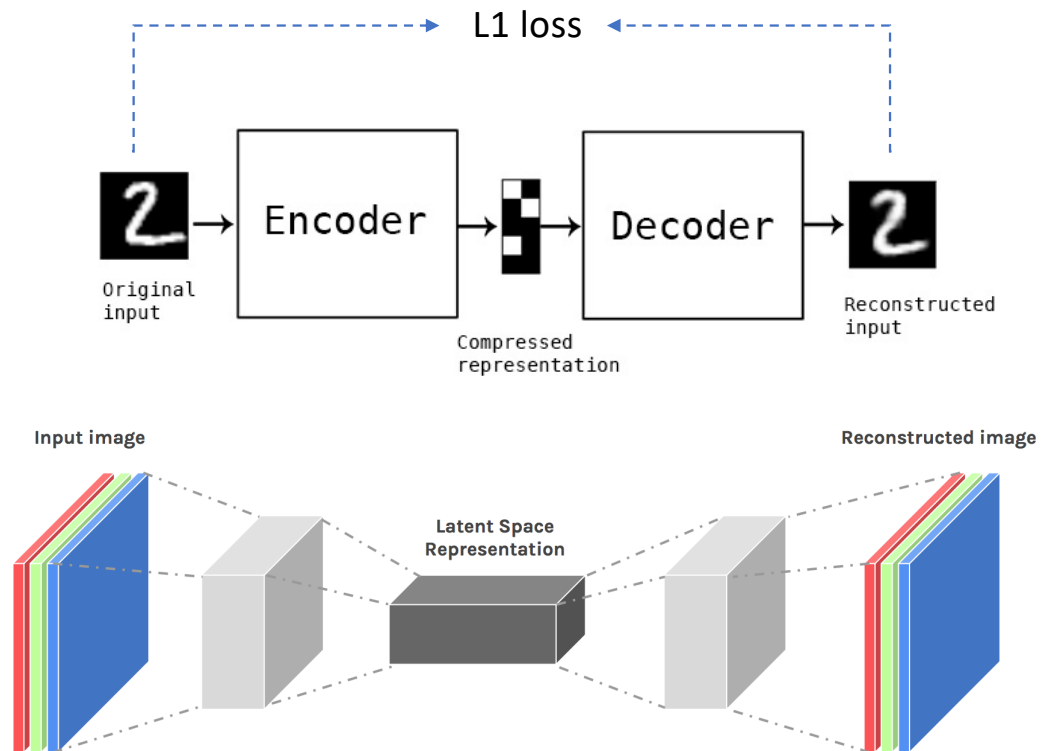 L1 loss
Encoder
Decoder
Original
input
Compressed
representation
Reconstructed
input
Input image
Reconstructed image
Latent Space
Representation